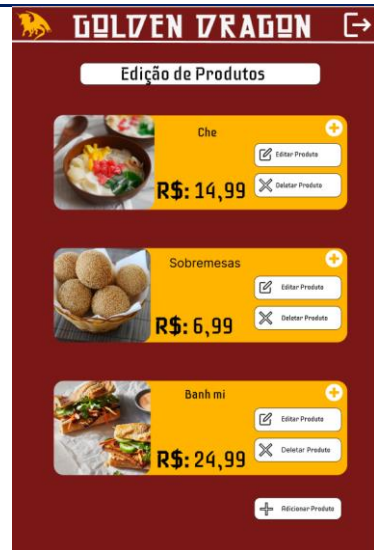 GOLDEN DRAGON
Edição de Produtos
Che
Editar Produto
R$: 14,99
Deletar Produto
Sobremesas
Editar Produto
R$: 6,99
Deletar Produto
Banh mi
Editar Produto
R$: 24,99
Deletar Produto
Adicionar Produto